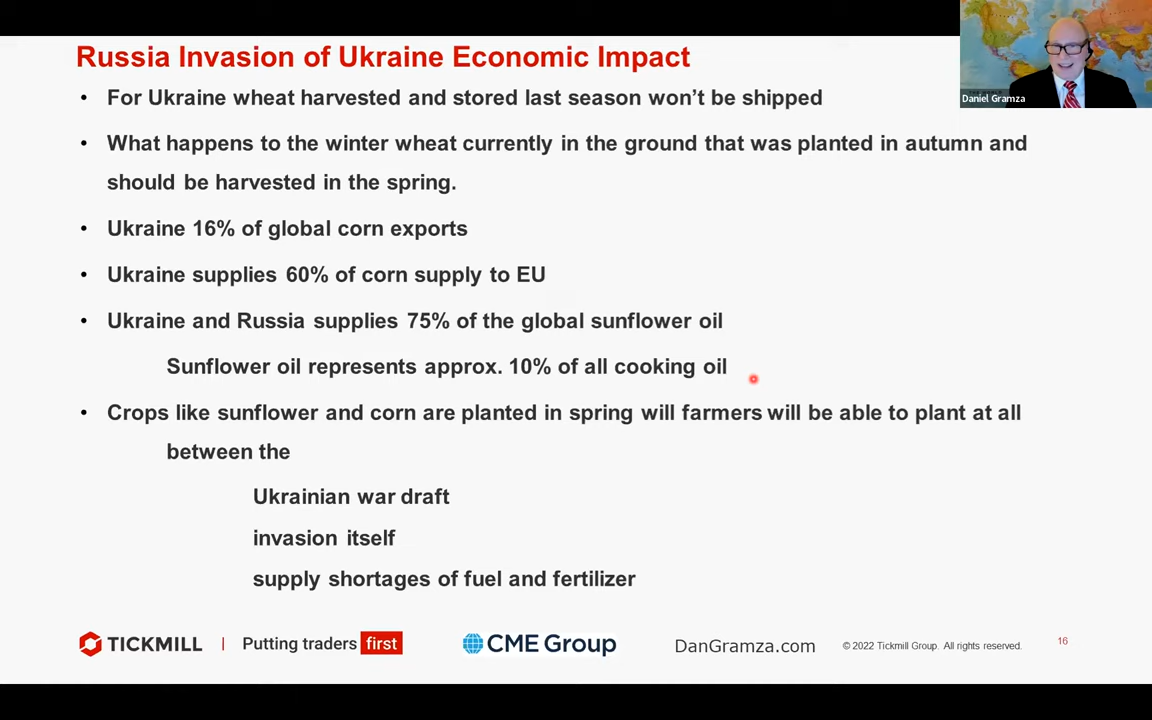 Russia Invasion of Ukraine Economic Impact
Daniel Gramza
• For Ukraine wheat harvested and stored last season won't be shipped
• What happens to the winter wheat currently in the ground that was planted in autumn and
should be harvested in the spring.
• Ukraine 16% of global corn exports
• Ukraine supplies 60% of corn supply to EU
• Ukraine and Russia supplies 75% of the global sunflower oil
Sunflower oil represents approx. 10% of all cooking oil
• Crops like sunflower and corn are planted in spring will farmers will be able to plant at all
between the
Ukrainian war draft
invasion itself
supply shortages of fuel and fertilizer
TICKMILL | Putting traders first CME Group DanGramza.com © 2022 Tickmill Group. All rights reserved. 16